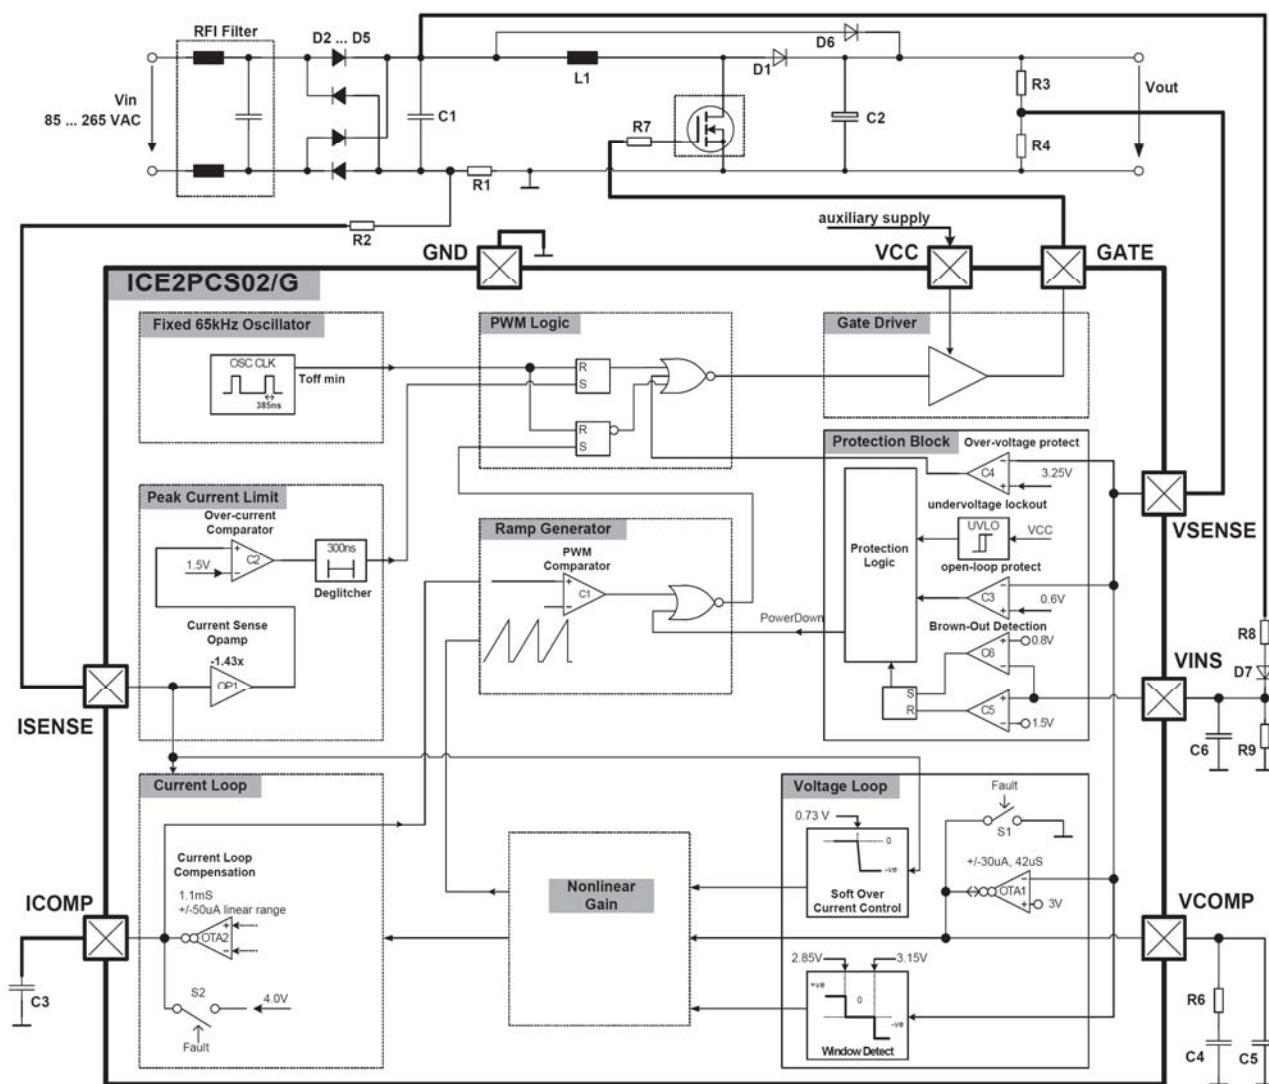 RFI Filter
D2 ... D5
D6
D1
L1
Vin
85 ... 265 VAC
C1
R7
C2
R3
R4
Vout
R1
R2
auxiliary supply
GND
VCC
GATE
ICE2PCS02/G
Fixed 65kHz Oscillator
OSC CLK
385ns
Toff min
PWM Logic
R
S
R
S
Gate Driver
Protection Block
Over-voltage protect
C4
3.25V
undervoltage lockout
UVLO
VCC
open-loop protect
Protection
Logic
C3
0.6V
Brown-Out Detection
0.8V
C6
S
R
C5
1.5V
VSENSE
Peak Current Limit
Over-current
Comparator
1.5V
C2
300ns
Deglitcher
Current Sense
Opamp
-1.43x
OP1
Ramp Generator
PWM
Comparator
C1
PowerDown
ISENSE
VINS
R8
D7
C6
R9
Current Loop
Current Loop
Compensation
1.1mS
+/-50uA linear range
OTA2
S2
4.0V
Fault
ICOMP
C3
Nonlinear
Gain
Voltage Loop
0.73 V
0
-ve
Soft Over
Current Control
Fault
S1
+/-30uA, 42uS
OTA1
3V
2.85V
3.15V
+ve
0
-ve
Window Detect
VCOMP
R6
C4
C5